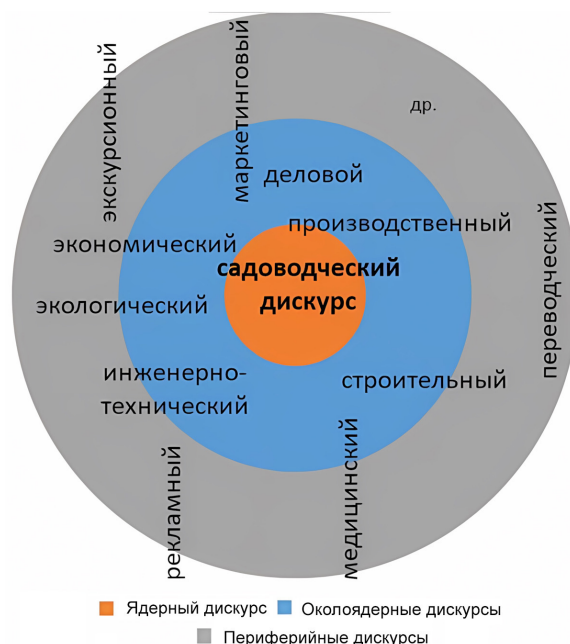 экскурсионный
маркетинговый
др.
деловой
производственный
экономический
садоводческий
дискурс
экологический
переводческий
инженерно-
технический
строительный
рекламный
медицинский
Ядерный дискурс
Околоядерные дискурсы
Периферийные дискурсы